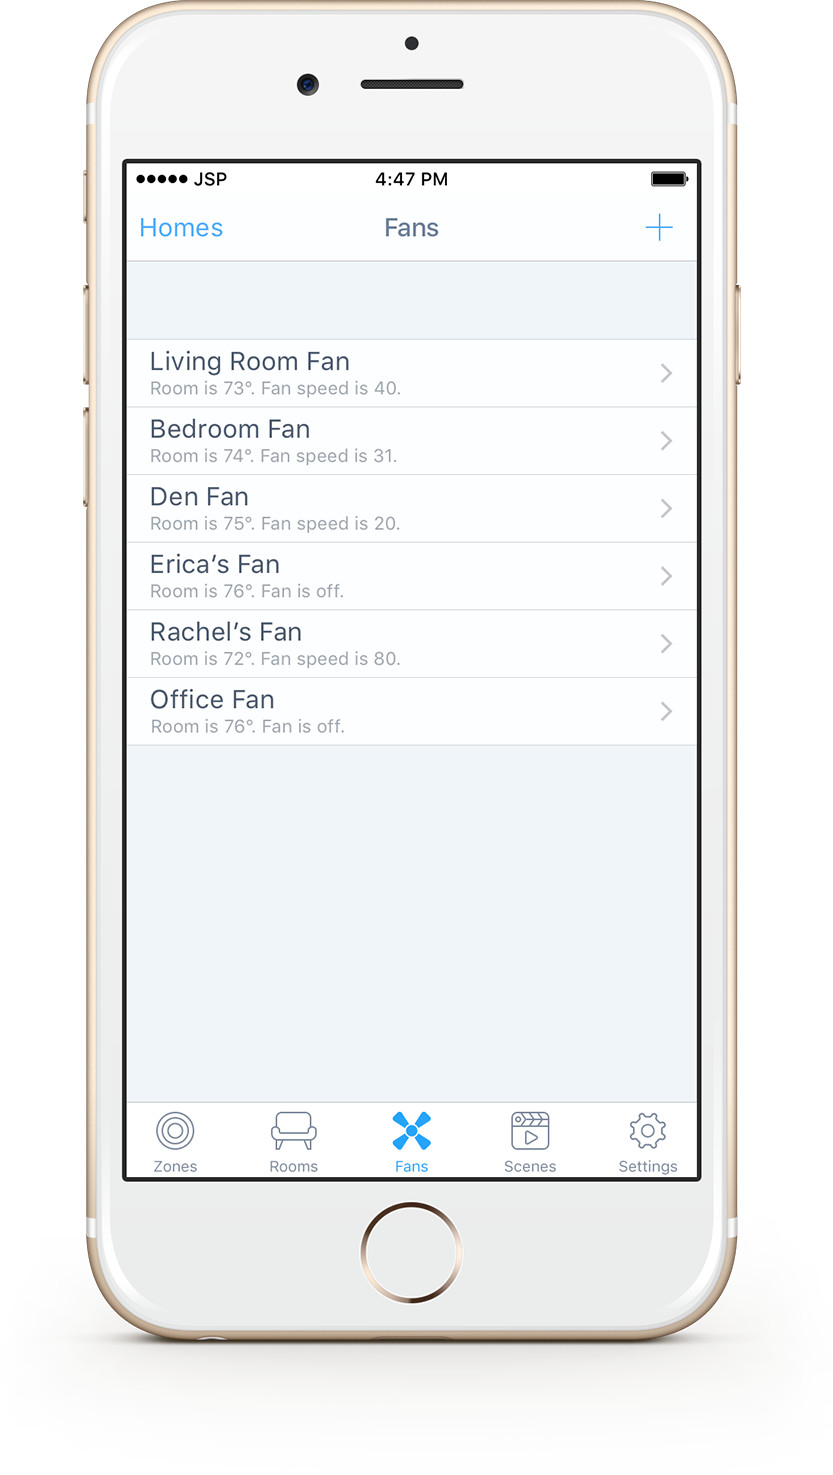 JSP 4:47 PM
Homes Fans
Living Room Fan
Room is 73°. Fan speed is 40.
Bedroom Fan
Room is 74°. Fan speed is 31.
Den Fan
Room is 75°. Fan speed is 20.
Erica’s Fan
Room is 76°. Fan is off.
Rachel’s Fan
Room is 72°. Fan speed is 80.
Office Fan
Room is 76°. Fan is off.
Zones Rooms Fans Scenes Settings